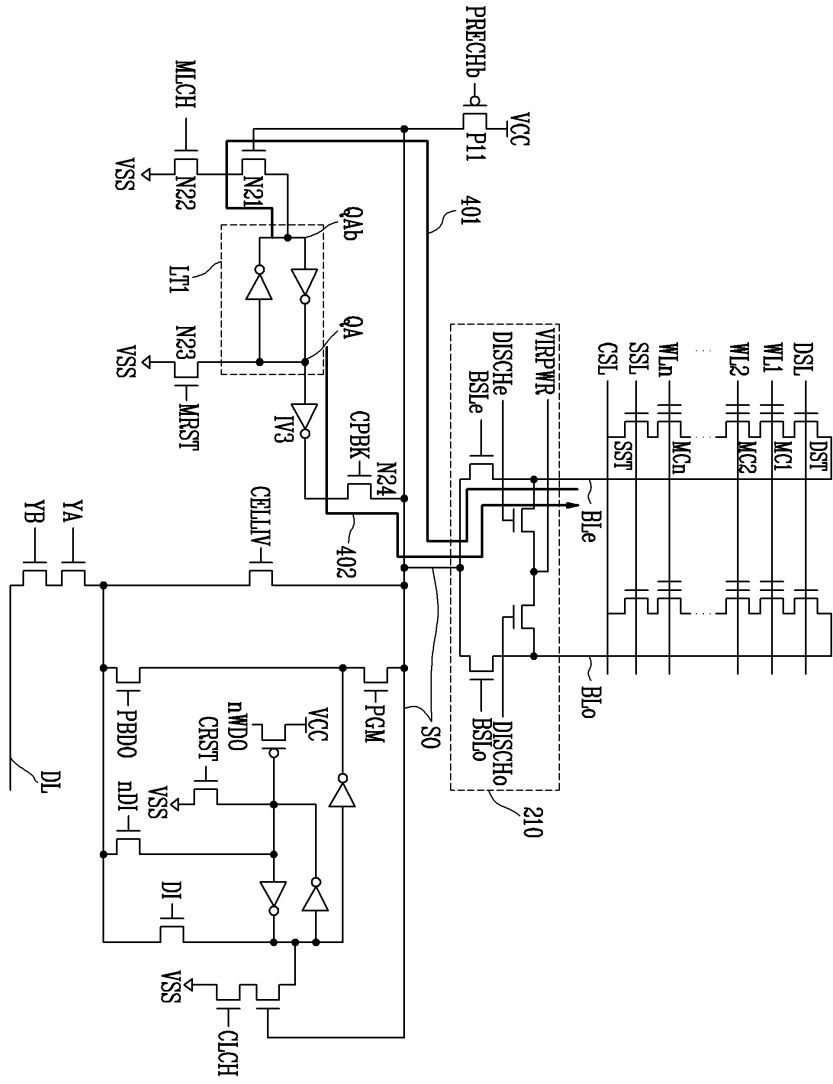 PRECHb
VCC
P11
MLCH
VSS
N22
N21
401
QAb
LT1
QA
VSS
N23
MRST
IV3
CPBK
N24
402
VIRPWR
DISCHe
BSLe
BSLo
DISCHo
210
CSL
SSL
WLn
WL2
WL1
DSL
SST
MCn
MC2
MC1
DST
BLe
BLo
SO
YB
YA
CELLIV
PBDO
PGM
DL
nWDO
VCC
CRST
VSS
nDI
DI
VSS
CLCH